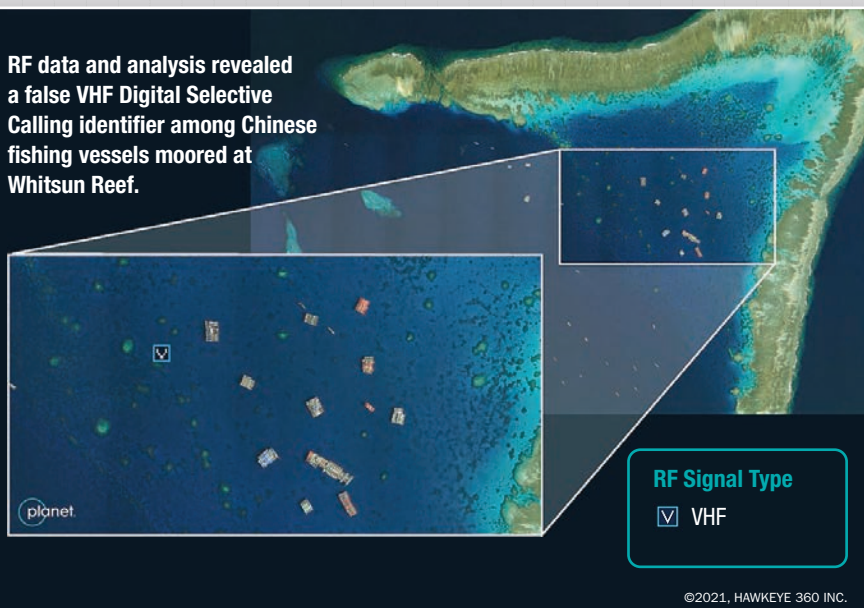 RF data and analysis revealed
a false VHF Digital Selective
Calling identifier among Chinese
fishing vessels moored at
Whitsun Reef.
V
planet.
RF Signal Type
V VHF
©2021, HAWKEYE 360 INC.